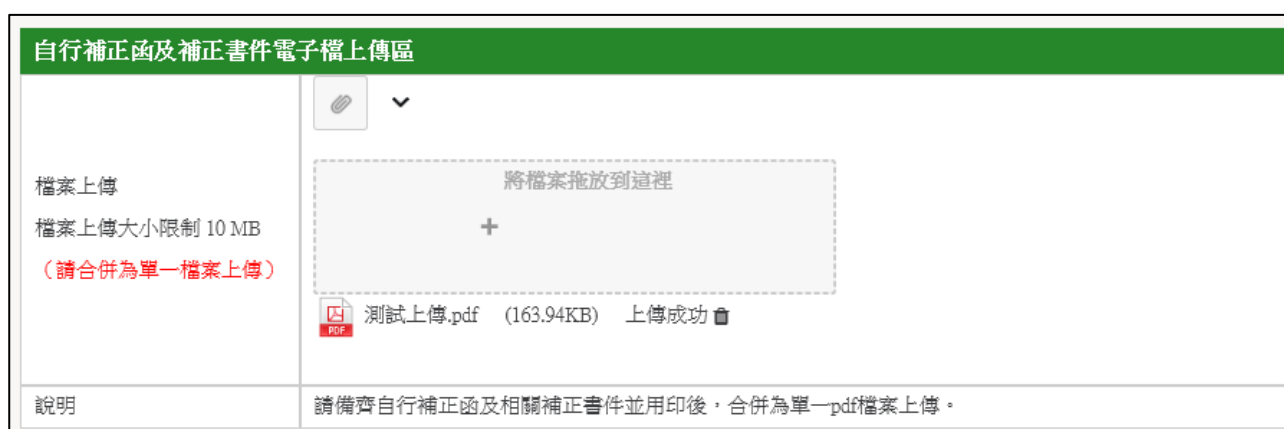 自行補正函及補正書件電子檔上傳區
將檔案拖放到這裡
+
檔案上傳
檔案上傳大小限制 10 MB
（請合併為單一檔案上傳）
PDF
測試上傳.pdf (163.94KB) 上傳成功
說明
請備齊自行補正函及相關補正書件並用印後，合併為單一pdf檔案上傳。